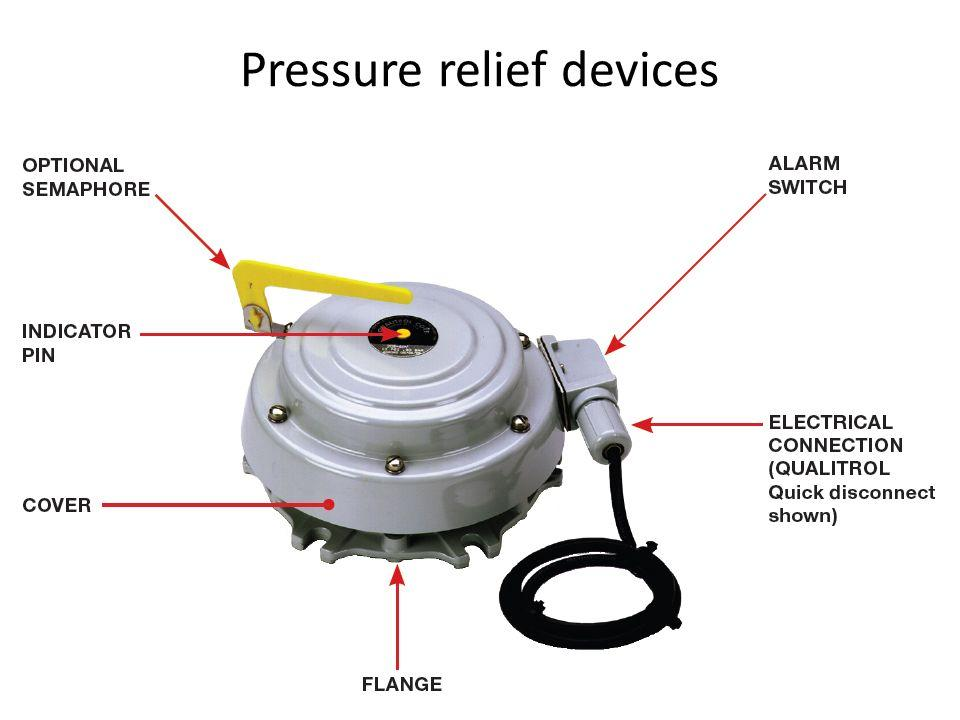 Pressure relief devices
OPTIONAL
SEMAPHORE
ALARM
SWITCH
INDICATOR
PIN
ELECTRICAL
CONNECTION
(QUALITROL
Quick disconnect
shown)
COVER
FLANGE